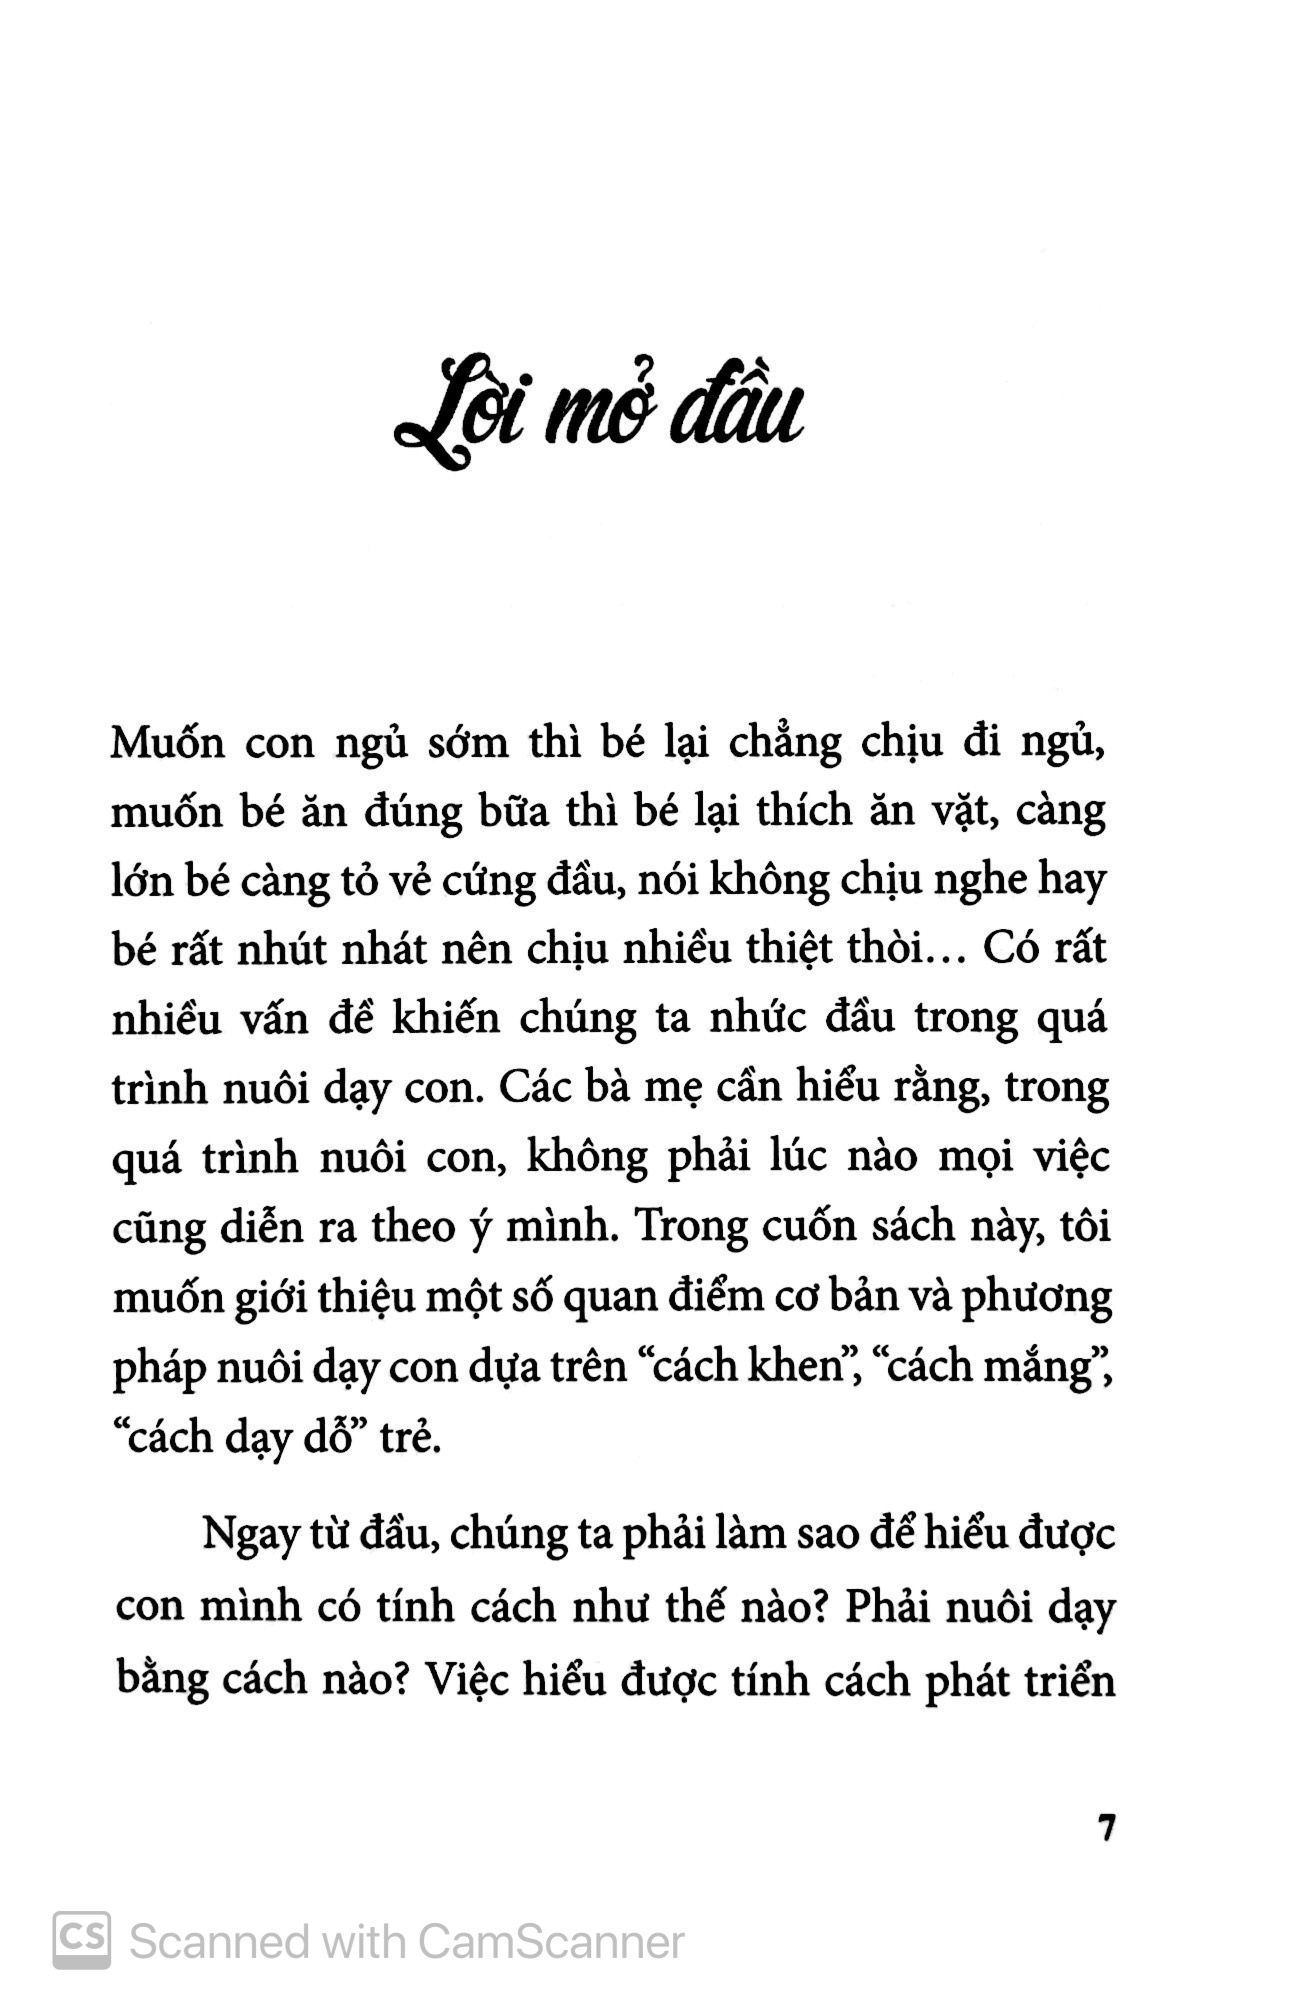 Lời mở đầu
Muốn con ngủ sớm thì bé lại chẳng chịu đi ngủ,
muốn bé ăn đúng bữa thì bé lại thích ăn vặt, càng
lớn bé càng tỏ vẻ cứng đầu, nói không chịu nghe hay
bé rất nhút nhát nên chịu nhiều thiệt thòi… Có rất
nhiều vấn đề khiến chúng ta nhức đầu trong quá
trình nuôi dạy con. Các bà mẹ cần hiểu rằng, trong
quá trình nuôi con, không phải lúc nào mọi việc
cũng diễn ra theo ý mình. Trong cuốn sách này, tôi
muốn giới thiệu một số quan điểm cơ bản và phương
pháp nuôi dạy con dựa trên “cách khen”, “cách mắng”,
“cách dạy dỗ” trẻ.
Ngay từ đầu, chúng ta phải làm sao để hiểu được
con mình có tính cách như thế nào? Phải nuôi dạy
bằng cách nào? Việc hiểu được tính cách phát triển
7
CS Scanned with CamScanner